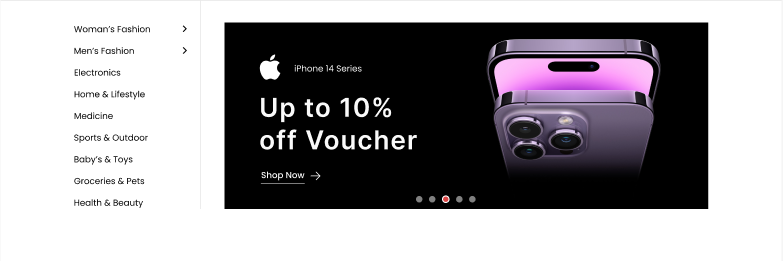 Woman's Fashion
Men's Fashion
Electronics
Home & Lifestyle
Medicine
Sports & Outdoor
Baby's & Toys
Groceries & Pets
Health & Beauty
iPhone 14 Series
Up to 10%
off Voucher
Shop Now